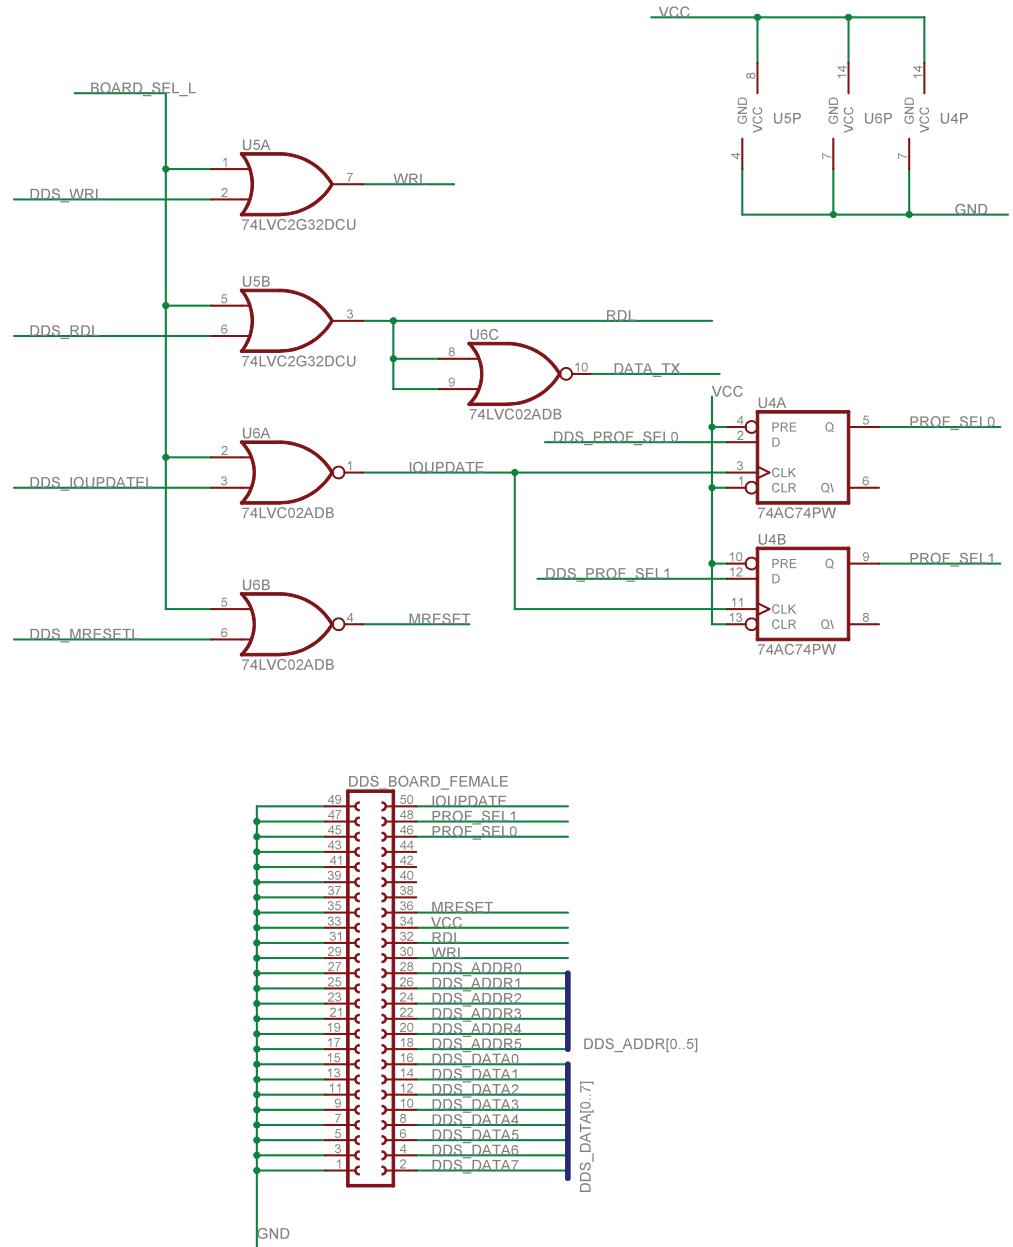 VCC
8
14
14
GND
VCC
U5P
GND
VCC
U6P
GND
VCC
U4P
4
7
7
GND
BOARD_SEL_L
U5A
1
DDS_WRL
2
7
WRL
74LVC2G32DCU
U5B
5
DDS_RDL
6
3
RDL
74LVC2G32DCU
U6C
8
9
10
DATA_TX
74LVC02ADB
U6A
2
DDS_IOUPDATEL
3
1
IOUPDATE
74LVC02ADB
U6B
5
DDS_MRESETL
6
4
MRESET
74LVC02ADB
VCC
U4A
4
PRE
Q
5
PROF_SEL0
DDS_PROF_SEL0
2
D
3
CLK
1
CLR
Q\
6
74AC74PW
U4B
10
PRE
Q
9
PROF_SEL1
DDS_PROF_SEL1
12
D
11
CLK
13
CLR
Q\
8
74AC74PW
DDS_BOARD_FEMALE
49 50 IOUPDATE
47 48 PROF_SEL1
45 46 PROF_SEL0
43 44
41 42
39 40
37 38
35 36 MRESET
33 34 VCC
31 32 RDL
29 30 WRL
27 28 DDS_ADDR0
25 26 DDS_ADDR1
23 24 DDS_ADDR2
21 22 DDS_ADDR3
19 20 DDS_ADDR4
17 18 DDS_ADDR5
15 16 DDS_DATA0
13 14 DDS_DATA1
11 12 DDS_DATA2
9 10 DDS_DATA3
7 8 DDS_DATA4
5 6 DDS_DATA5
3 4 DDS_DATA6
1 2 DDS_DATA7
DDS_ADDR[0..5]
DDS_DATA[0..7]
GND